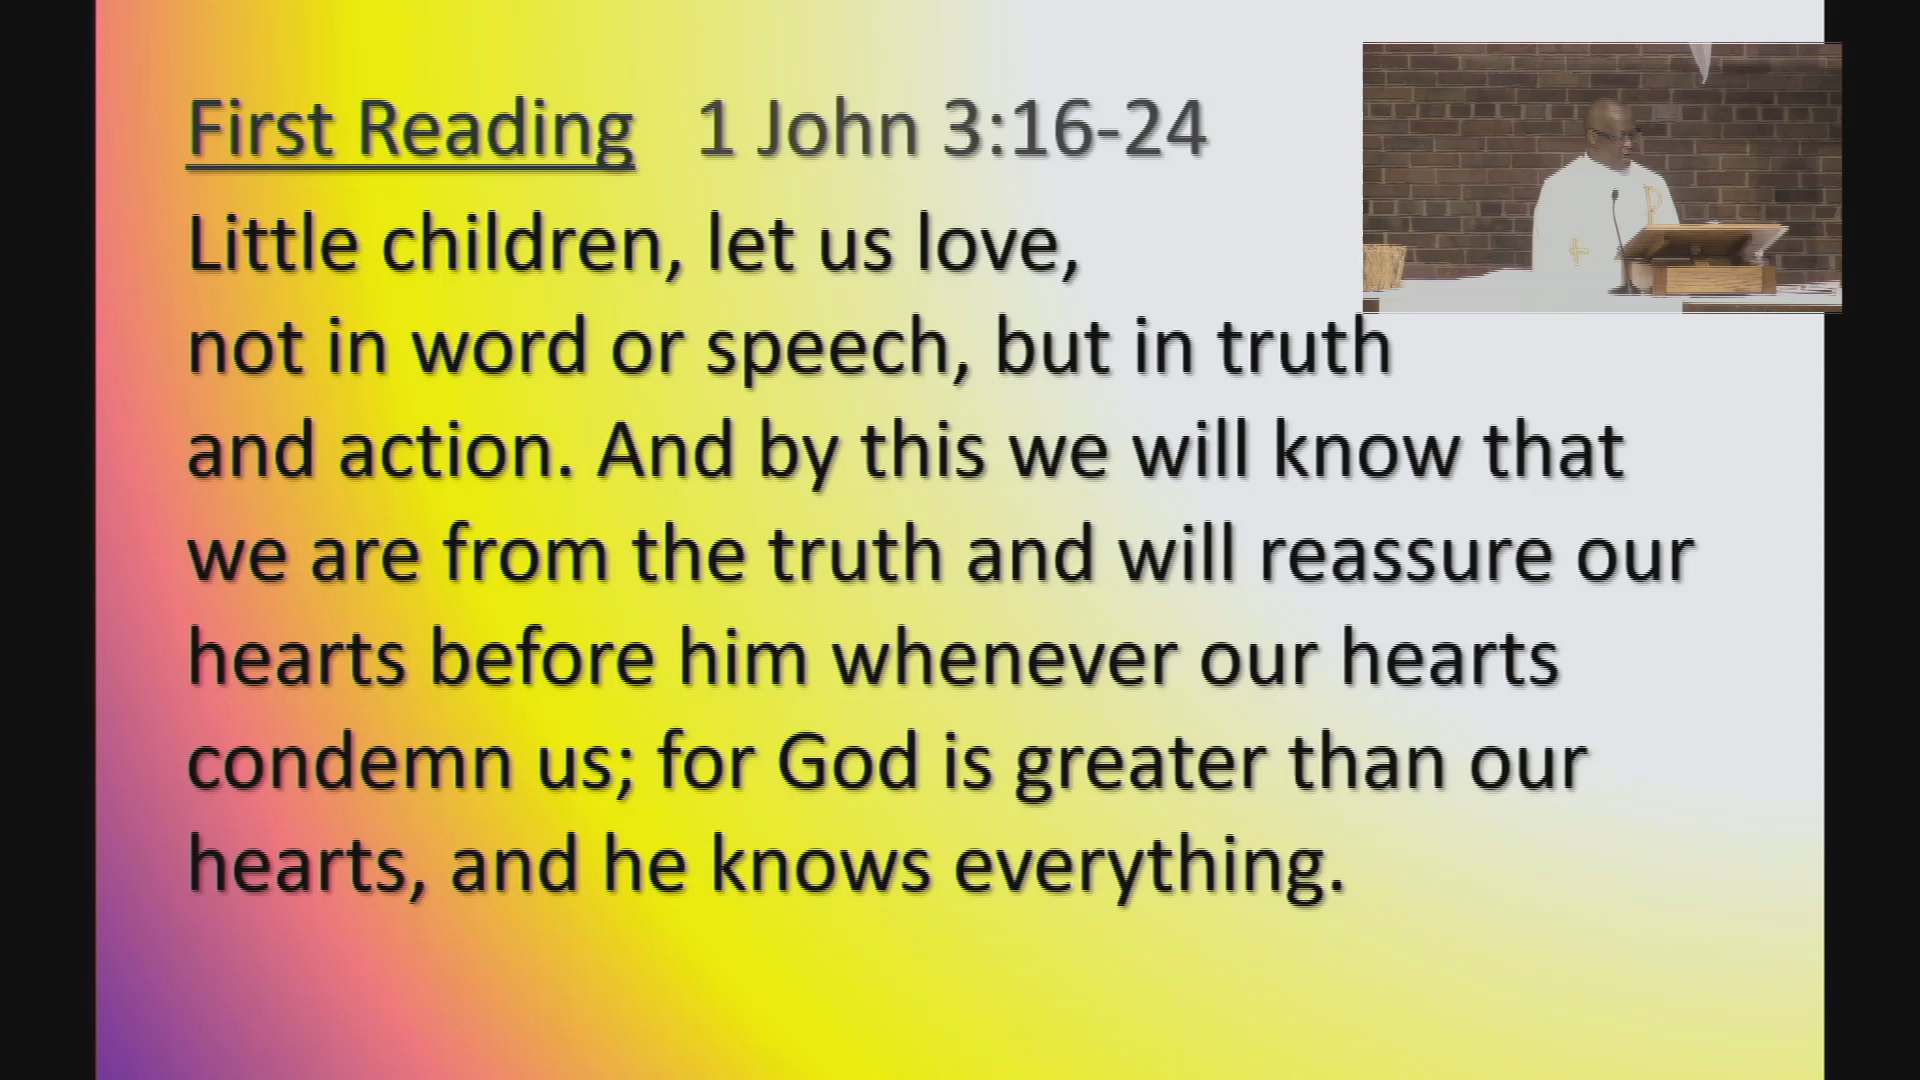 First Reading 1 John 3:16-24
Little children, let us love,
not in word or speech, but in truth
and action. And by this we will know that
we are from the truth and will reassure our
hearts before him whenever our hearts
condemn us; for God is greater than our
hearts, and he knows everything.